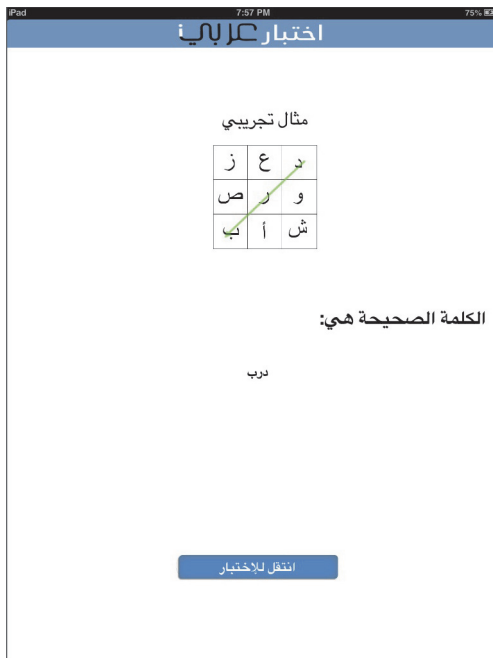 iPad 7:57 PM 75%
اختبار عربي i
مثال تجريبي
د ع ز
و ر ص
ش أ ب
الكلمة الصحيحة هي:
درب
انتقل للإختبار